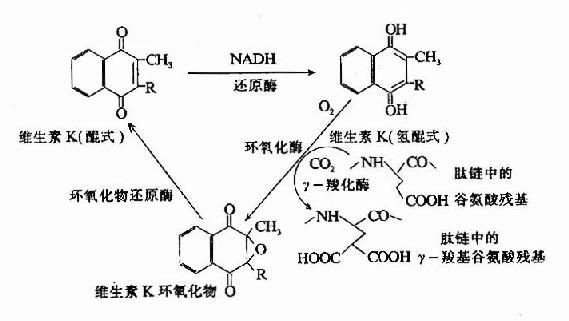 O
CH₃
R
O
NADH
还原酶
OH
CH₃
R
OH
维生素 K(醌式)
O₂
维生素 K(氢醌式)
环氧化酶
CO₂
NH
CO
肽链中的
γ-羧化酶
COOH 谷氨酸残基
环氧化物还原酶
O
CH₃
O
R
O
NH
CO
肽链中的
HOOC
COOH γ-羧基谷氨酸残基
维生素 K 环氧化物